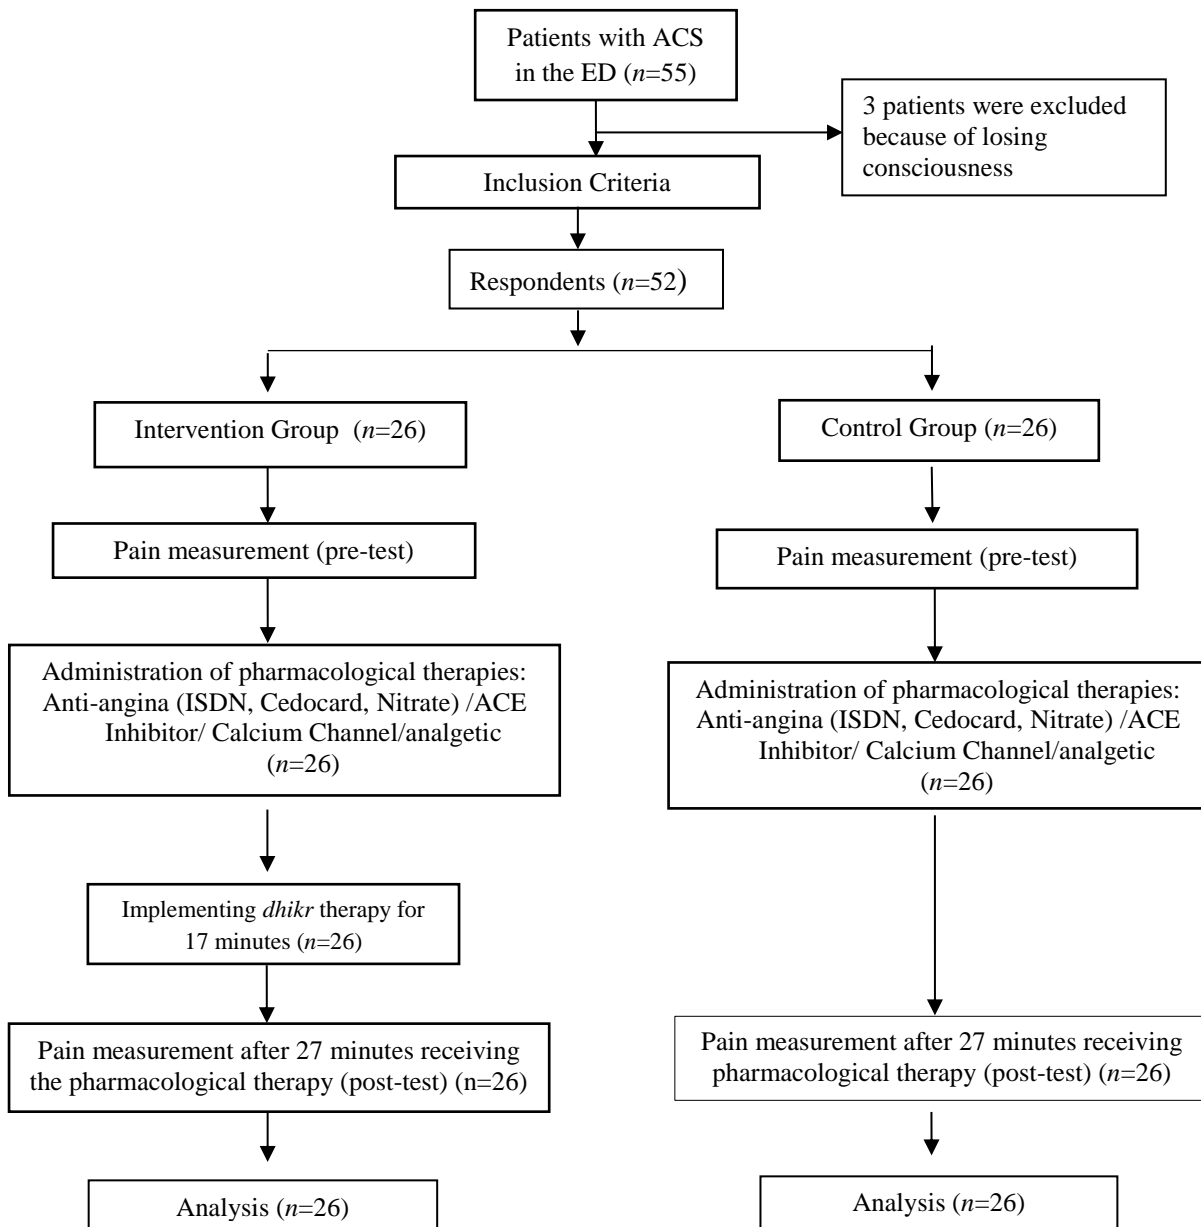 Patients with ACS
in the ED (n=55)
3 patients were excluded
because of losing
consciousness
Inclusion Criteria
Respondents (n=52)
Intervention Group (n=26)
Control Group (n=26)
Pain measurement (pre-test)
Pain measurement (pre-test)
Administration of pharmacological therapies:
Anti-angina (ISDN, Cedocard, Nitrate) /ACE
Inhibitor/ Calcium Channel/analgetic
(n=26)
Administration of pharmacological therapies:
Anti-angina (ISDN, Cedocard, Nitrate) /ACE
Inhibitor/ Calcium Channel/analgetic
(n=26)
Implementing dhikr therapy for
17 minutes (n=26)
Pain measurement after 27 minutes receiving
the pharmacological therapy (post-test) (n=26)
Pain measurement after 27 minutes receiving
pharmacological therapy (post-test) (n=26)
Analysis (n=26)
Analysis (n=26)